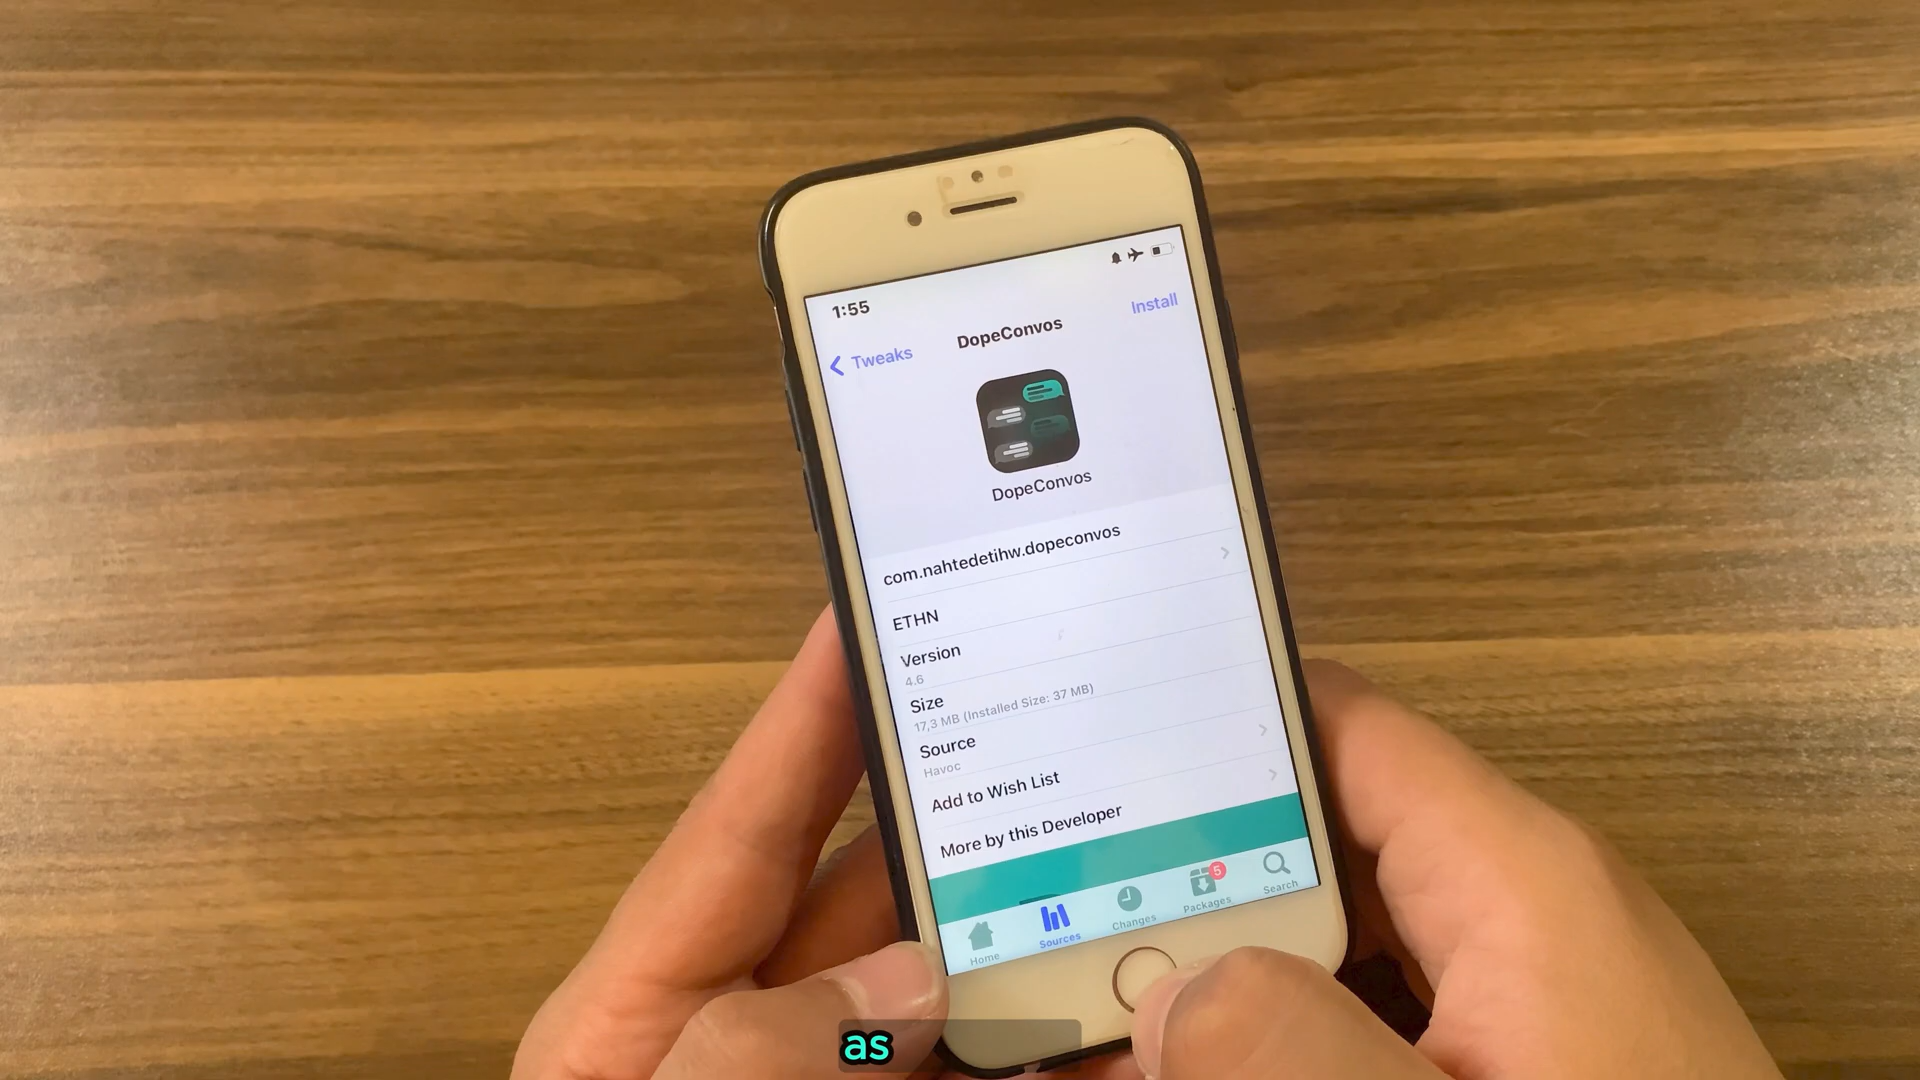 1:55
Install
Tweaks
DopeConvos
DopeConvos
com.nahtedetihw.dopeconvos
ETHN
Version
4.6
Size
17,3 MB (Installed Size: 37 MB)
Source
Havoc
Add to Wish List
More by this Developer
5
Home
Sources
Changes
Packages
Search
as